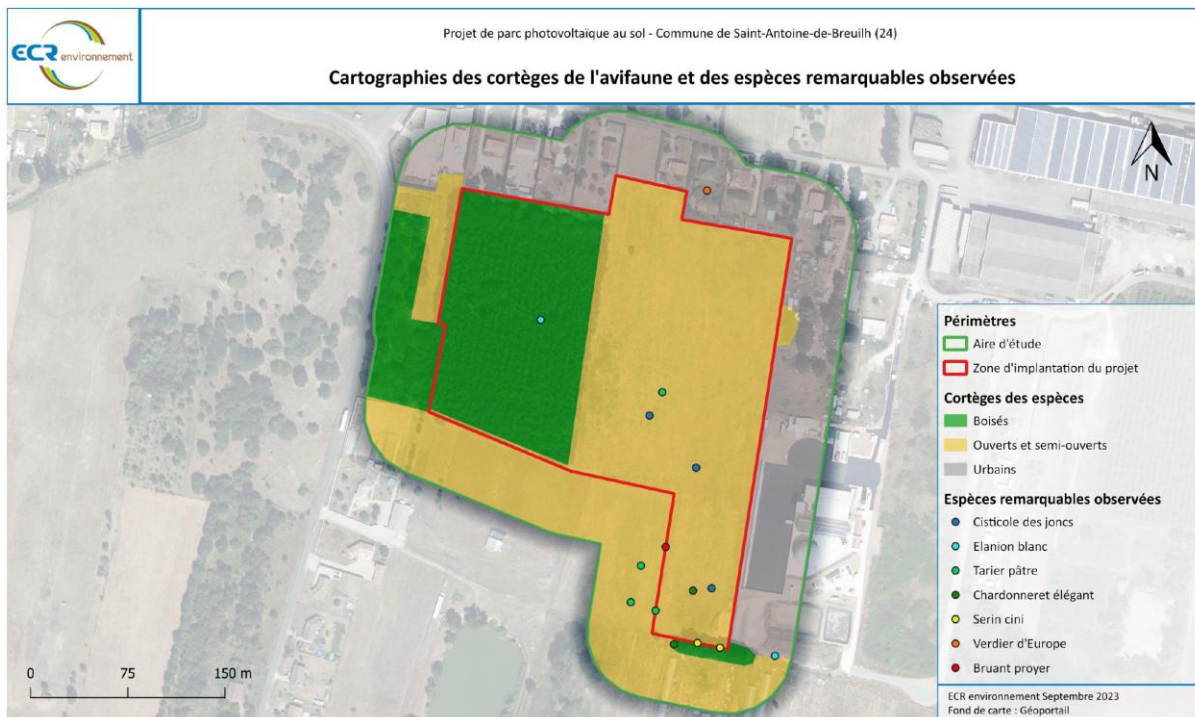 ECR environnement
Projet de parc photovoltaïque au sol - Commune de Saint-Antoine-de-Breuilh (24)
Cartographies des cortèges de l'avifaune et des espèces remarquables observées
N
Périmètres
Aire d'étude
Zone d'implantation du projet
Cortèges des espèces
Boisés
Ouverts et semi-ouverts
Urbains
Espèces remarquables observées
Cisticole des joncs
Elanion blanc
Tarier pâtre
Chardonneret élégant
Serin cini
Verdier d'Europe
Bruant proyer
0 75 150 m
ECR environnement Septembre 2023
Fond de carte : Géoportail